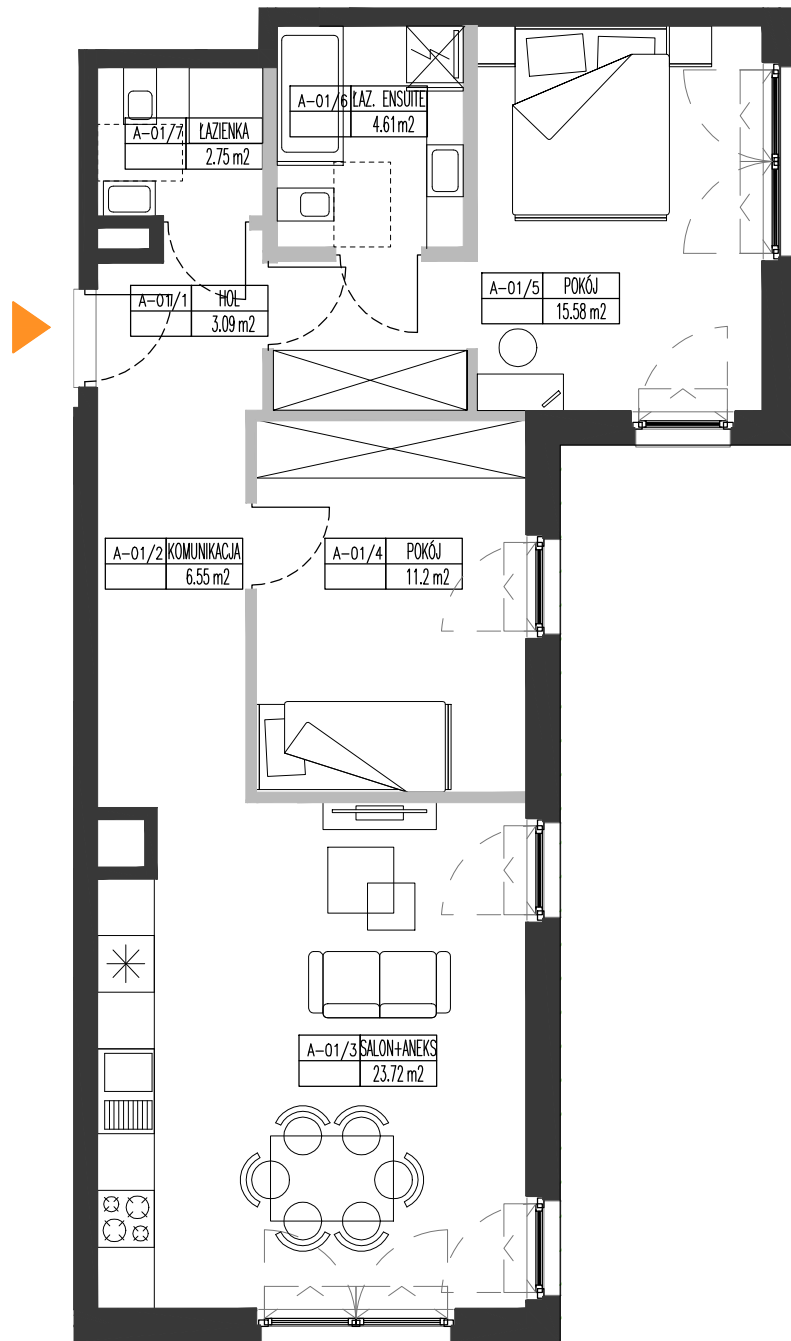 A-01/6 ŁAZ. ENSUITE
4.61 m2
A-01/7 ŁAZIENKA
2.75 m2
A-01/5 POKÓJ
15.58 m2
A-01/1 HOL
3.09 m2
A-01/2 KOMUNIKACJA
6.55 m2
A-01/4 POKÓJ
11.2 m2
A-01/3 SALON+ANEKS
23.72 m2